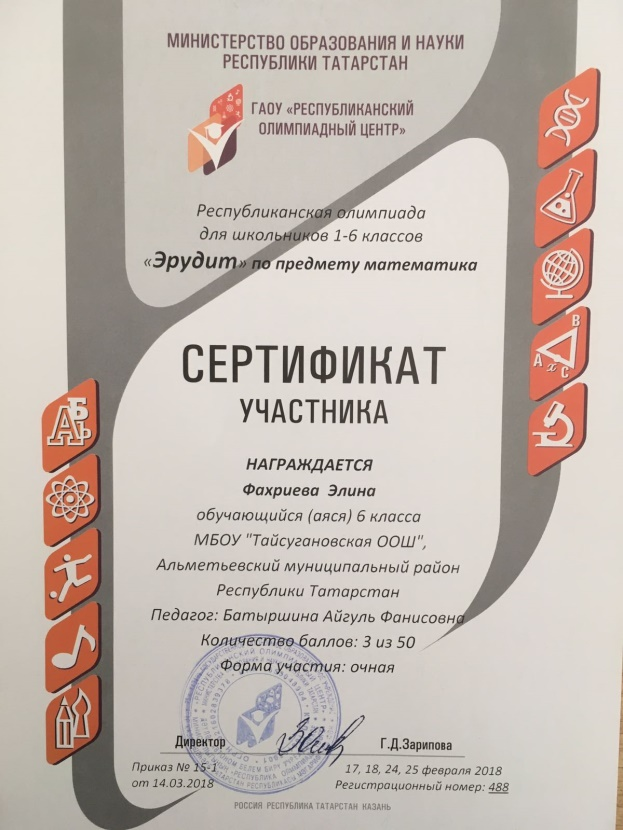 МИНИСТЕРСТВО ОБРАЗОВАНИЯ И НАУКИ
РЕСПУБЛИКИ ТАТАРСТАН
ГАОУ «РЕСПУБЛИКАНСКИЙ
ОЛИМПИАДНЫЙ ЦЕНТР»
Республиканская олимпиада
для школьников 1-6 классов
«Эрудит» по предмету математика
СЕРТИФИКАТ
УЧАСТНИКА
НАГРАЖДАЕТСЯ
Фахриева Элина
обучающийся (аяся) 6 класса
МБОУ "Тайсугановская ООШ",
Альметьевский муниципальный район
Республики Татарстан
Педагог: Батыршина Айгуль Фанисовна
Количество баллов: 3 из 50
Форма участия: очная
Директор Г.Д.Зарипова
Приказ № 15-1
от 14.03.2018
17, 18, 24, 25 февраля 2018
Регистрационный номер: 488
РОССИЯ РЕСПУБЛИКА ТАТАРСТАН КАЗАНЬ
B
A x C
АБЬ